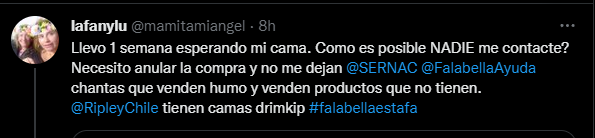 lafanylu @mamitamiangel · 8h
Llevo 1 semana esperando mi cama. Como es posible NADIE me contacte?
Necesito anular la compra y no me dejan @SERNAC @FalabellaAyuda
chantas que venden humo y venden productos que no tienen.
@RipleyChile tienen camas drimkip #falabellaestafa